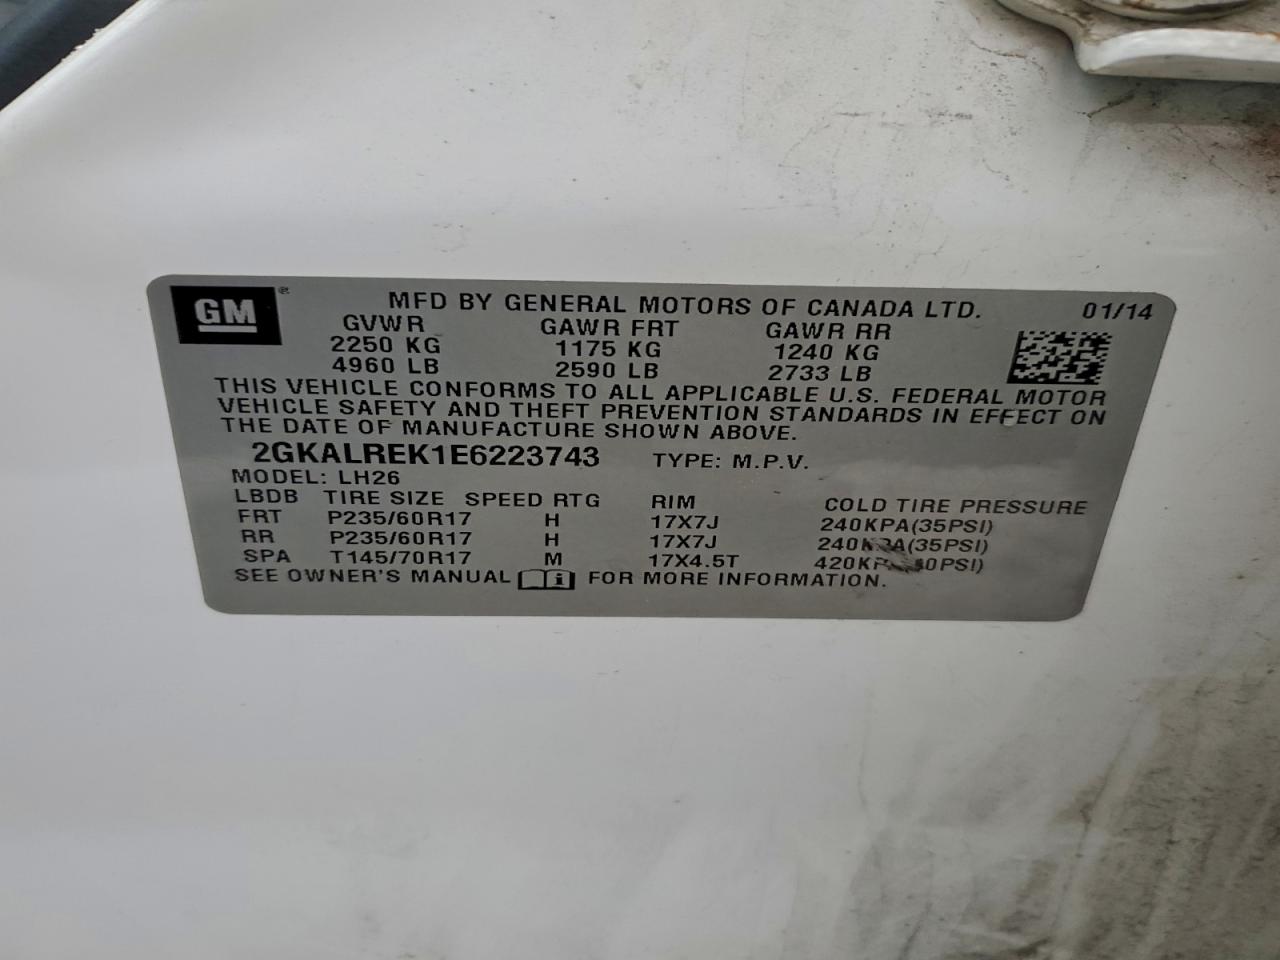 GM® MFD BY GENERAL MOTORS OF CANADA LTD. 01/14
GVWR GAWR FRT GAWR RR
2250 KG 1175 KG 1240 KG
4960 LB 2590 LB 2733 LB
THIS VEHICLE CONFORMS TO ALL APPLICABLE U.S. FEDERAL MOTOR
VEHICLE SAFETY AND THEFT PREVENTION STANDARDS IN EFFECT ON
THE DATE OF MANUFACTURE SHOWN ABOVE.
2GKALREK1E6223743 TYPE: M.P.V.
MODEL: LH26
LBDB TIRE SIZE SPEED RTG RIM COLD TIRE PRESSURE
FRT P235/60R17 H 17X7J 240KPA(35PSI)
RR P235/60R17 H 17X7J 240KPA(35PSI)
SPA T145/70R17 M 17X4.5T
SEE OWNER'S MANUAL FOR MORE INFORMATION.